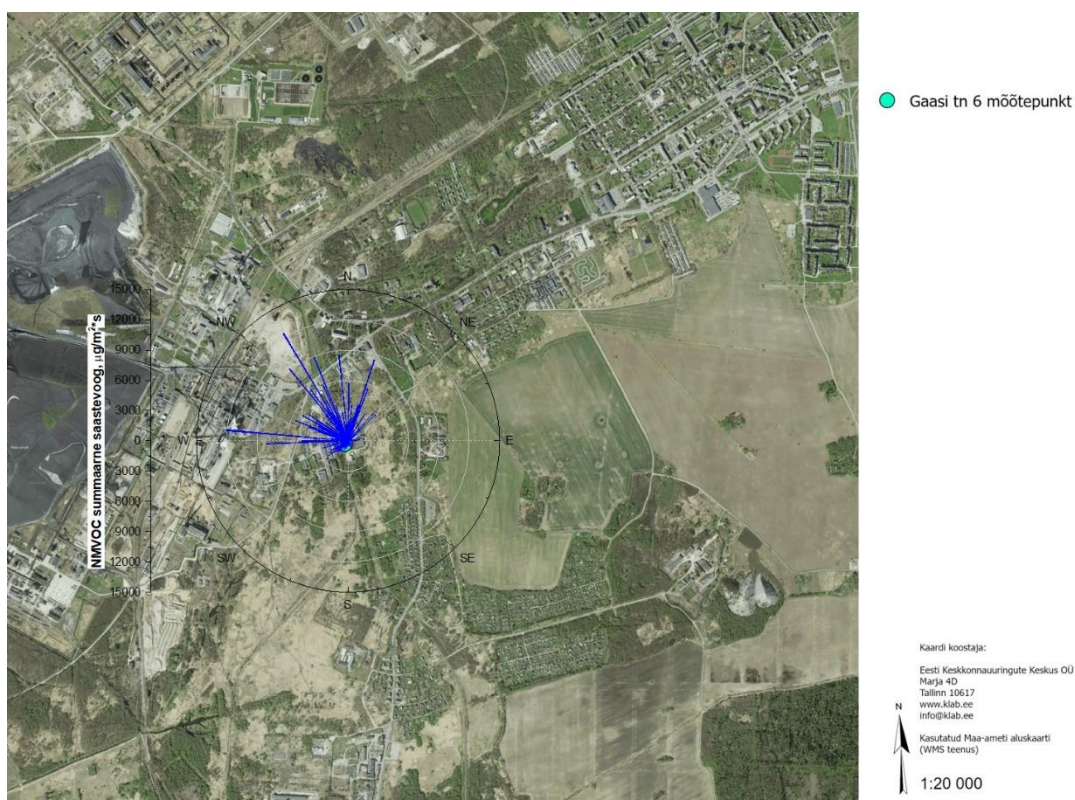 Gaasi tn 6 mõõtepunkt
N
15000
12000
NW
NE
9000
6000
3000
0
W
E
3000
6000
9000
SW
SE
12000
15000
S
NMVOC summaarne saastevoog, µg/m²*s
Kaardi koostaja:
Eesti Keskkonnauuringute Keskus OÜ
Marja 4D
Tallinn 10617
www.klab.ee
info@klab.ee
N
Kasutatud Maa-ameti aluskaarti
(WMS teenus)
1:20 000